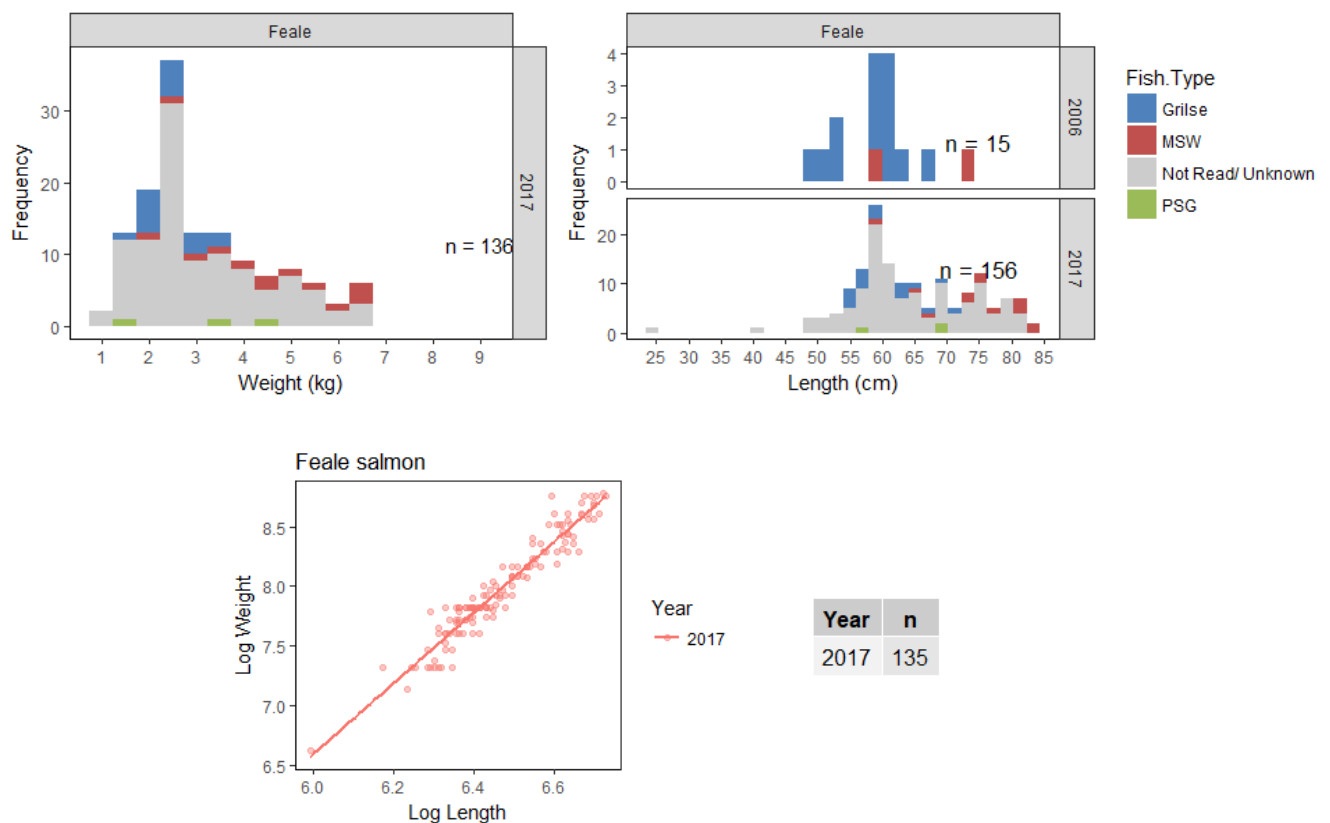 Feale
Frequency
30
20
10
0
2017
n = 136
1 2 3 4 5 6 7 8 9
Weight (kg)
Feale
Frequency
4
3
2
1
0
2006
n = 15
Frequency
20
10
0
2017
n = 156
25 30 35 40 45 50 55 60 65 70 75 80 85
Length (cm)
Fish.Type
Grilse
MSW
Not Read/ Unknown
PSG
Feale salmon
Log Weight
8.5
8.0
7.5
7.0
6.5
6.0 6.2 6.4 6.6
Log Length
Year
2017
Year n
2017 135